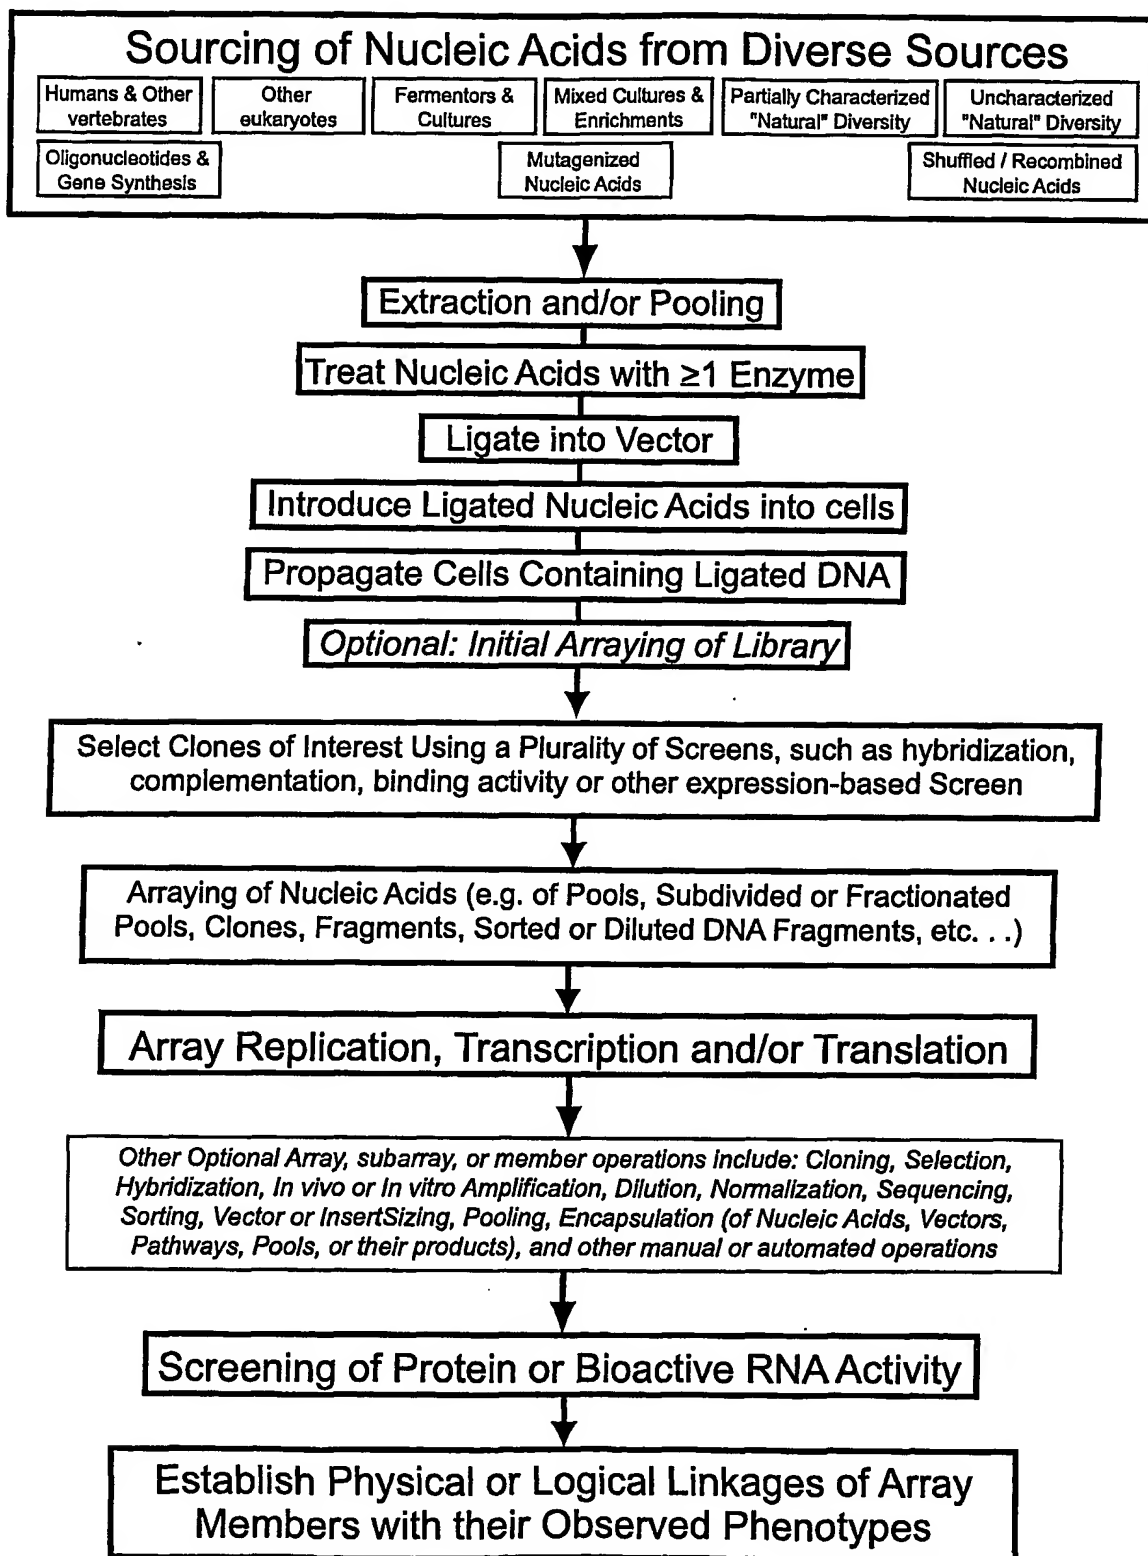 Sourcing of Nucleic Acids from Diverse Sources
Humans & Other
vertebrates
Other
eukaryotes
Fermentors &
Cultures
Mixed Cultures &
Enrichments
Partially Characterized
"Natural" Diversity
Uncharacterized
"Natural" Diversity
Oligonucleotides &
Gene Synthesis
Mutagenized
Nucleic Acids
Shuffled / Recombined
Nucleic Acids
Extraction and/or Pooling
Treat Nucleic Acids with ≥1 Enzyme
Ligate into Vector
Introduce Ligated Nucleic Acids into cells
Propagate Cells Containing Ligated DNA
Optional: Initial Arraying of Library
Select Clones of Interest Using a Plurality of Screens, such as hybridization,
complementation, binding activity or other expression-based Screen
Arraying of Nucleic Acids (e.g. of Pools, Subdivided or Fractionated
Pools, Clones, Fragments, Sorted or Diluted DNA Fragments, etc. . .)
Array Replication, Transcription and/or Translation
Other Optional Array, subarray, or member operations include: Cloning, Selection,
Hybridization, In vivo or In vitro Amplification, Dilution, Normalization, Sequencing,
Sorting, Vector or InsertSizing, Pooling, Encapsulation (of Nucleic Acids, Vectors,
Pathways, Pools, or their products), and other manual or automated operations
Screening of Protein or Bioactive RNA Activity
Establish Physical or Logical Linkages of Array
Members with their Observed Phenotypes